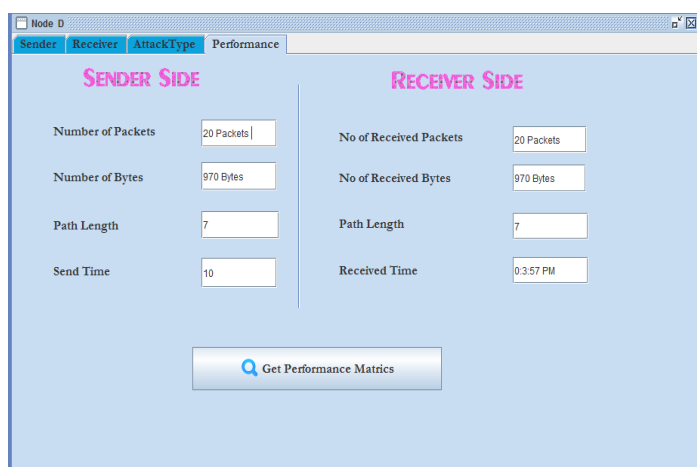 Node D
Sender Receiver AttackType Performance
SENDER SIDE
Number of Packets 20 Packets
Number of Bytes 970 Bytes
Path Length 7
Send Time 10
RECEIVER SIDE
No of Received Packets 20 Packets
No of Received Bytes 970 Bytes
Path Length 7
Received Time 0:3:57 PM
Get Performance Matrics